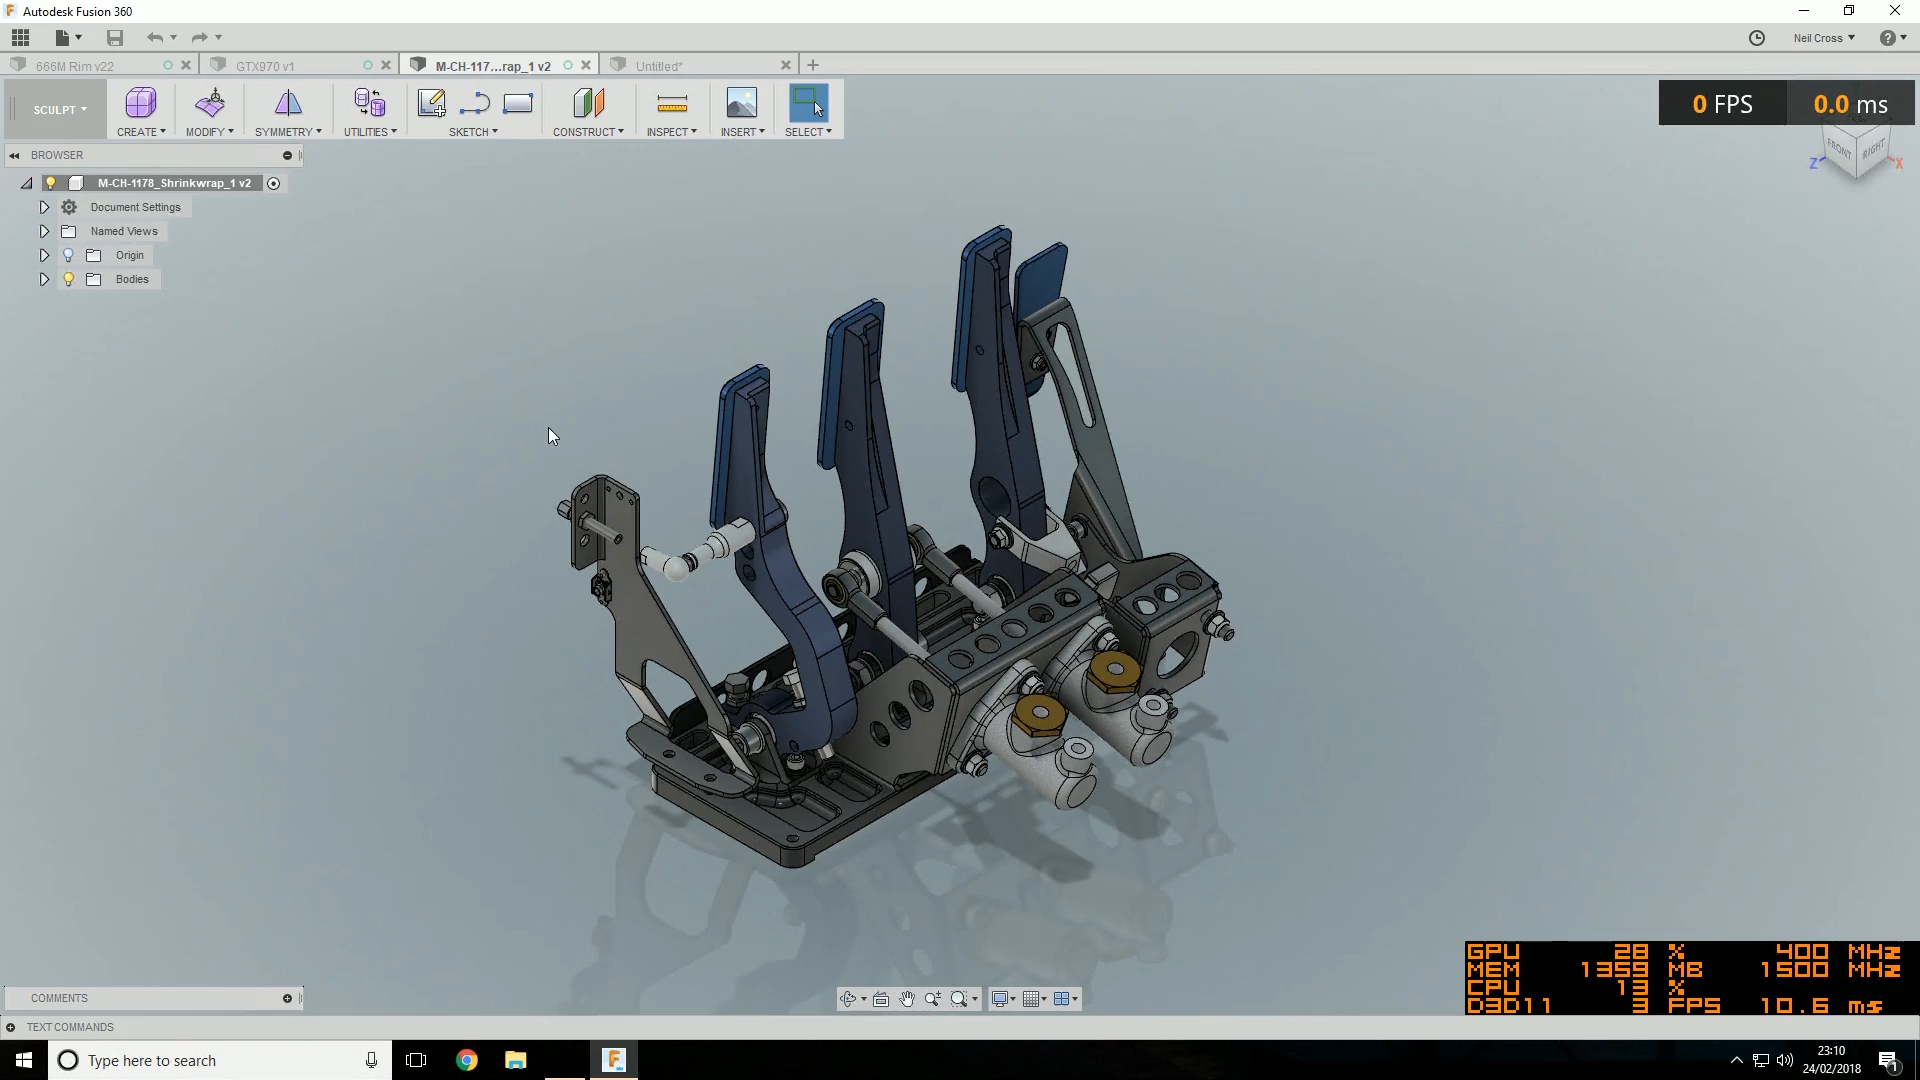 Autodesk Fusion 360
Neil Cross
666M Rim v22
GTX970 v1
M-CH-117...rap_1 v2
Untitled*
SCULPT
CREATE
MODIFY
SYMMETRY
UTILITIES
SKETCH
CONSTRUCT
INSPECT
INSERT
SELECT
0 FPS
0.0 ms
FRONT
RIGHT
Z
X
BROWSER
M-CH-1178_Shrinkwrap_1 v2
Document Settings
Named Views
Origin
Bodies
GPU 28 % 400 MHz
MEM 1359 MB 1500 MHz
CPU 13 %
D3D11 3 FPS 10.6 ms
COMMENTS
TEXT COMMANDS
Type here to search
23:10
24/02/2018
1